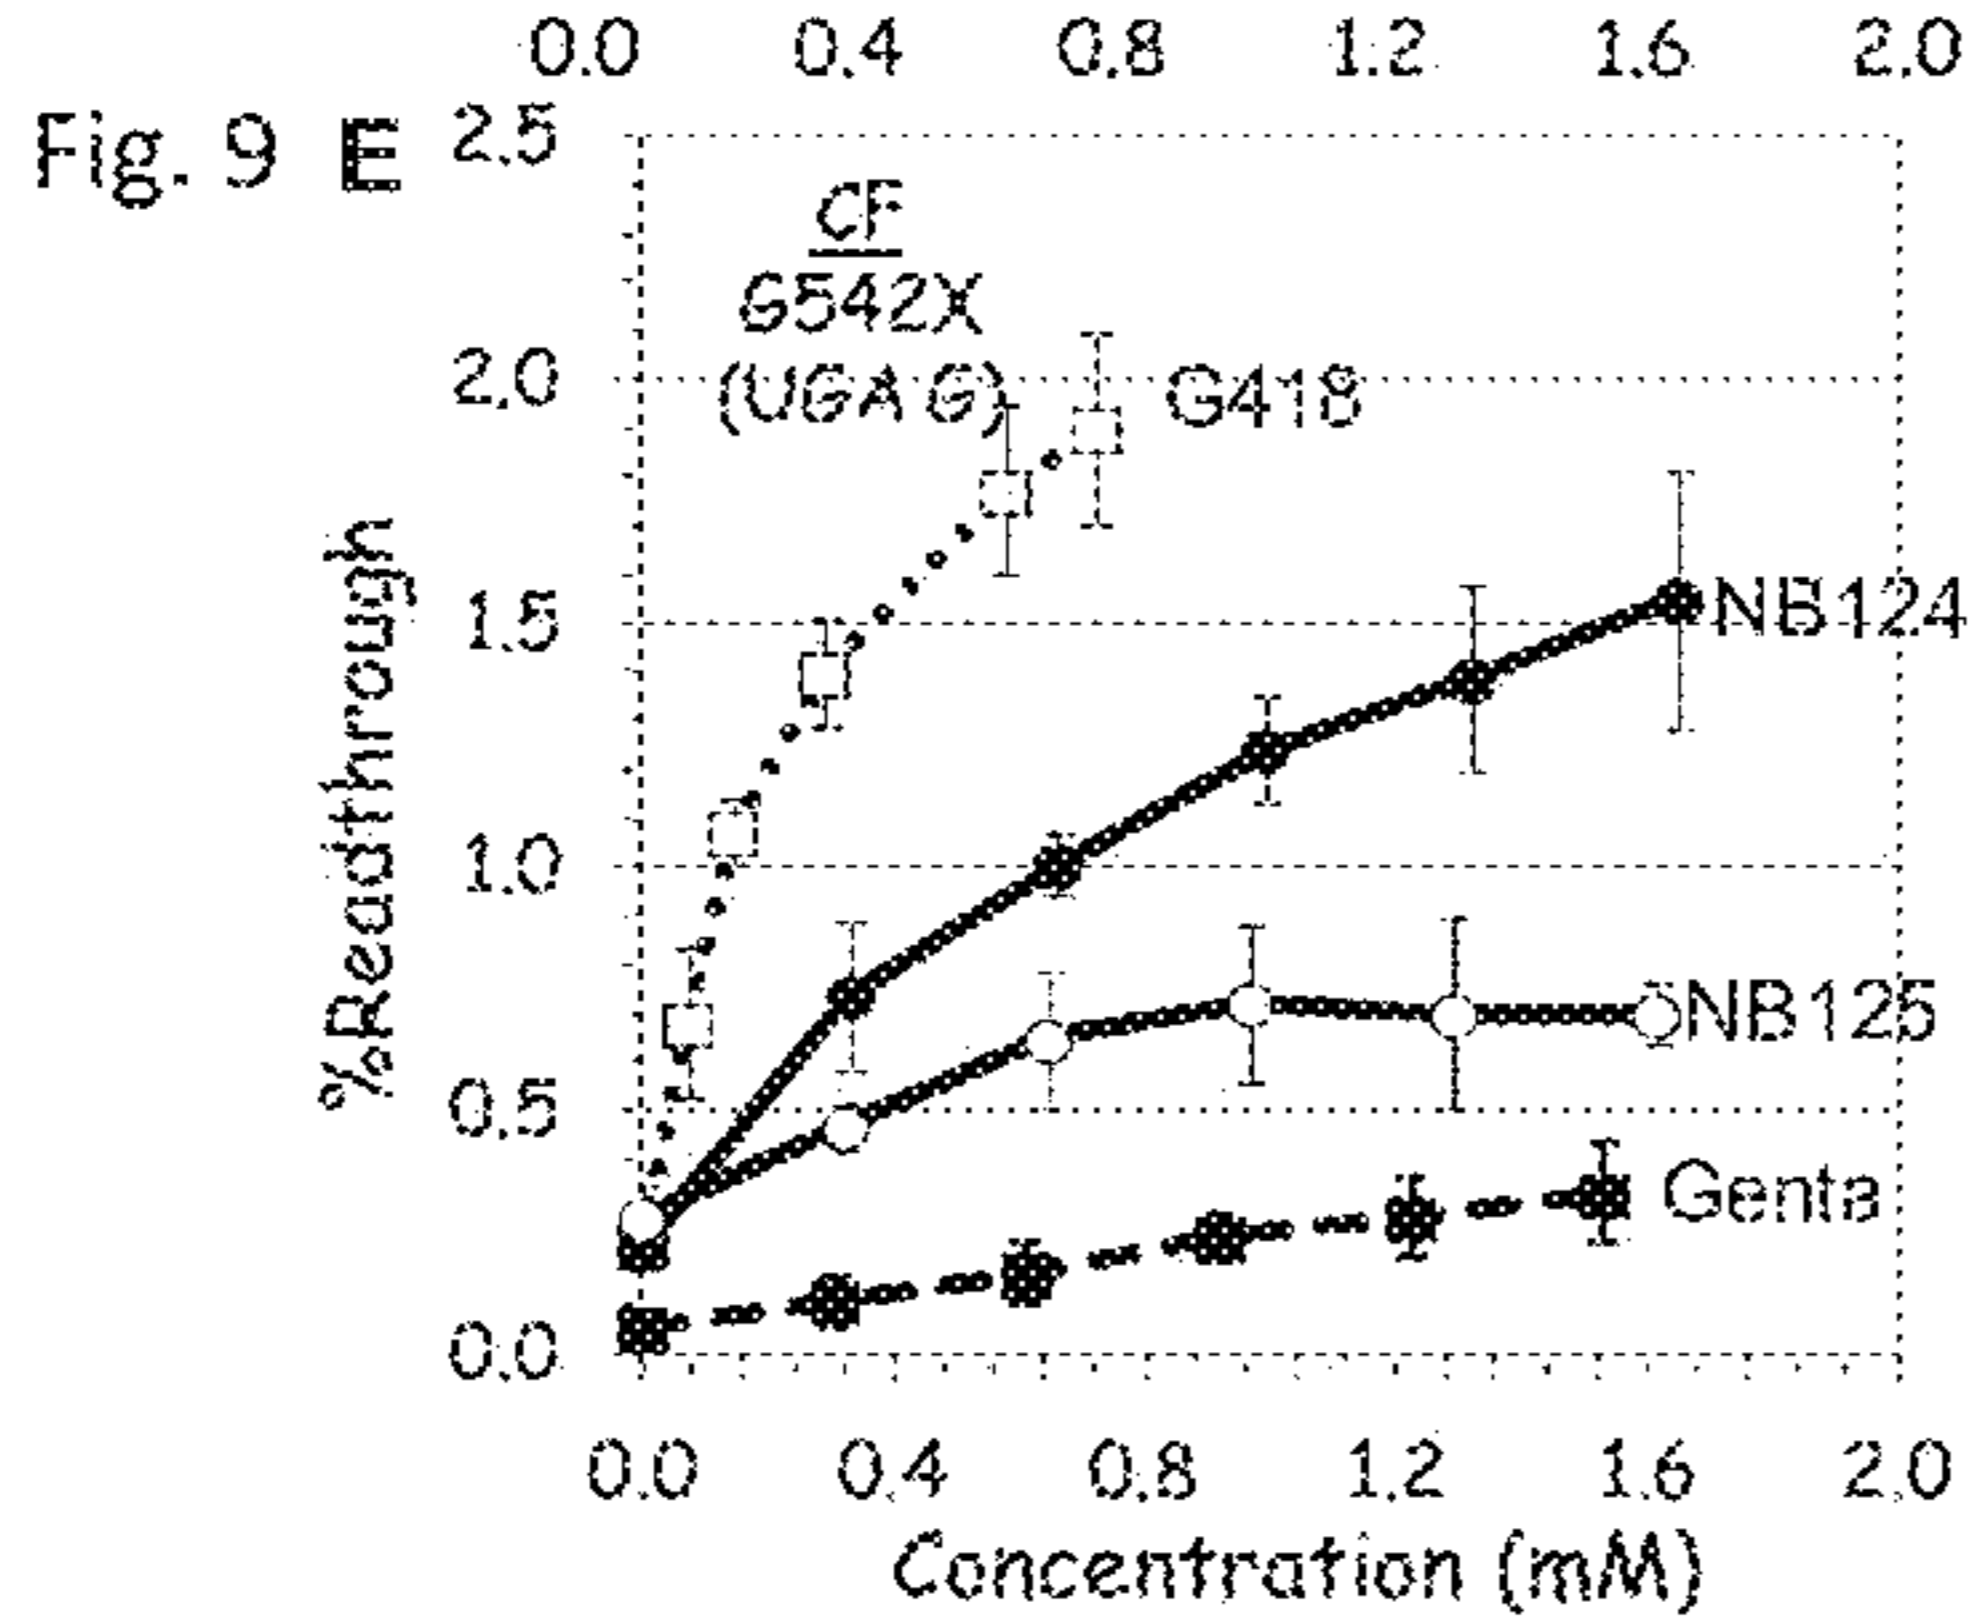 0.0 0.4 0.8 1.2 1.6 2.0
Fig. 9 E
2.5
CF
G542X
(UGA G)
2.0
G418
1.5
NB124
%Readthrough
1.0
NB125
0.5
Genta
0.0
0.0 0.4 0.8 1.2 1.6 2.0
Concentration (mM)